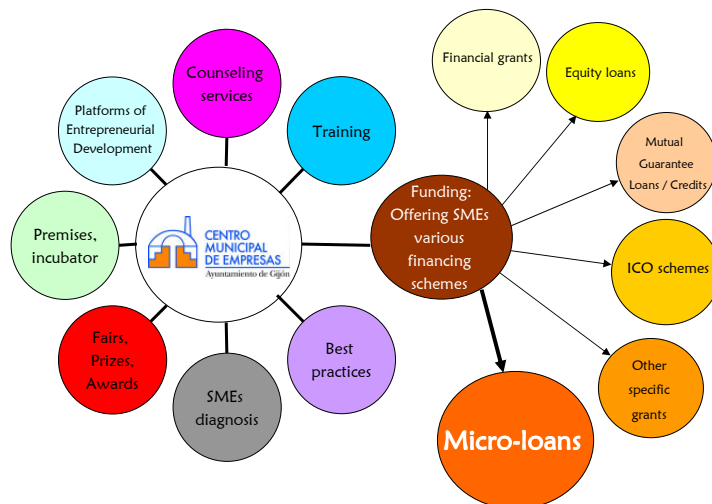 Counseling
services
Platforms of
Entrepreneurial
Development
Training
Premises,
incubator
CENTRO
MUNICIPAL
DE EMPRESAS
Ayuntamiento de Gijón
Fairs,
Prizes,
Awards
SMEs
diagnosis
Best
practices
Funding:
Offering SMEs
various
financing
schemes
Financial grants
Equity loans
Mutual
Guarantee
Loans / Credits
ICO schemes
Other
specific
grants
Micro-loans